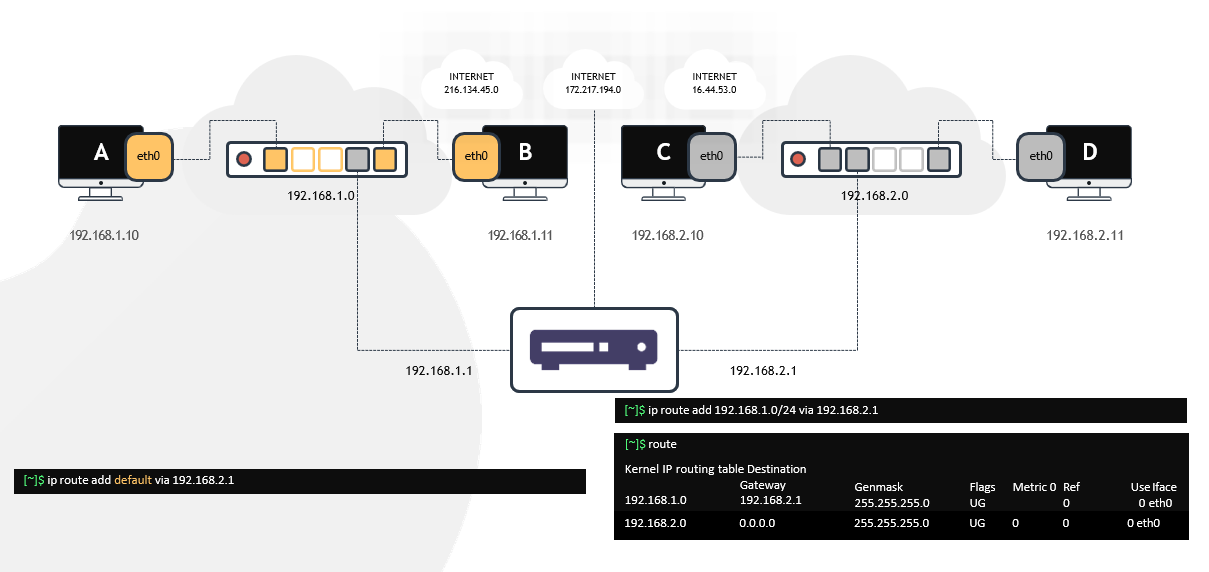 INTERNET
216.134.45.0
INTERNET
172.217.194.0
INTERNET
16.44.53.0
A
eth0
eth0
B
C
eth0
eth0
D
192.168.1.0
192.168.2.0
192.168.1.10
192.168.1.11
192.168.2.10
192.168.2.11
192.168.1.1
192.168.2.1
[~]$ ip route add 192.168.1.0/24 via 192.168.2.1
[~]$ route
Kernel IP routing table Destination
Gateway Genmask Flags Metric 0 Ref Use Iface
192.168.1.0 192.168.2.1 255.255.255.0 UG 0 0 eth0
192.168.2.0 0.0.0.0 255.255.255.0 UG 0 0 0 eth0
[~]$ ip route add default via 192.168.2.1